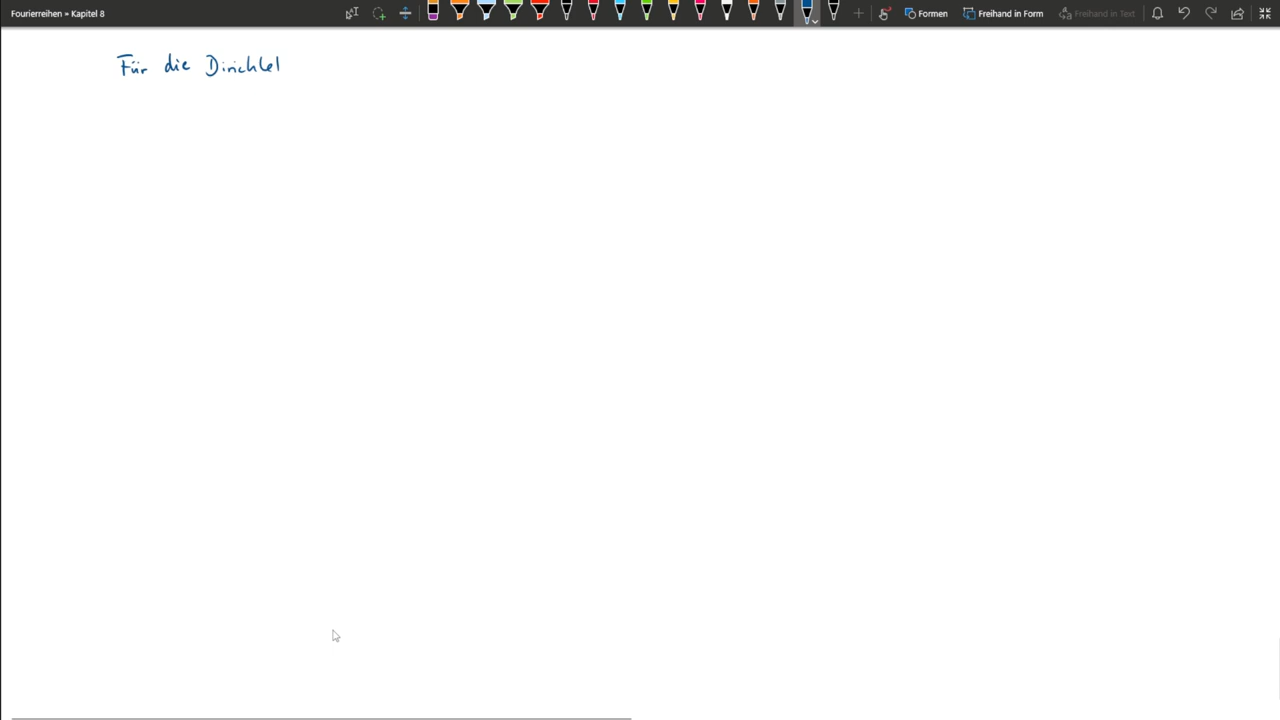 Fourierreihen » Kapitel 8
Formen
Freihand in Form
Freihand in Text
Für die Dirichlet